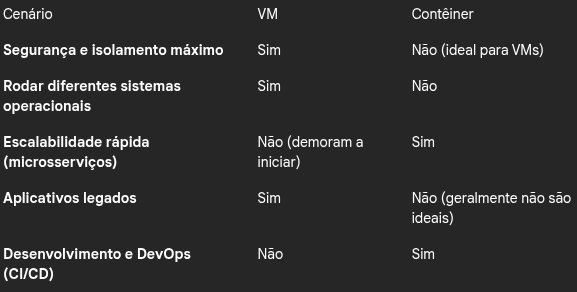 Cenário VM Contêiner
Segurança e isolamento máximo Sim Não (ideal para VMs)
Rodar diferentes sistemas operacionais Sim Não
Escalabilidade rápida (microsserviços) Não (demoram a iniciar) Sim
Aplicativos legados Sim Não (geralmente não são ideais)
Desenvolvimento e DevOps (CI/CD) Não Sim